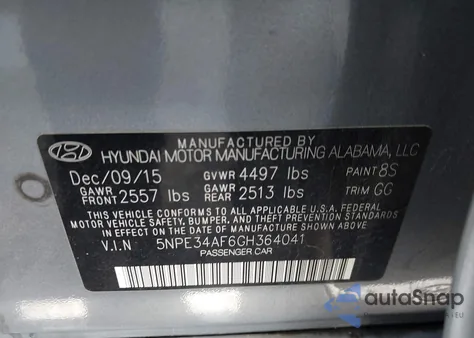 MANUFACTURED BY
HYUNDAI MOTOR MANUFACTURING ALABAMA, LLC
Dec/09/15 GVWR 4497 lbs PAINT 8S
GAWR FRONT 2557 lbs GAWR REAR 2513 lbs TRIM GG
THIS VEHICLE CONFORMS TO ALL APPLICABLE U.S.A. FEDERAL
MOTOR VEHICLE SAFETY, BUMPER, AND THEFT PREVENTION STANDARDS
IN EFFECT ON THE DATE OF MANUFACTURE SHOWN ABOVE.
V.I.N 5NPE34AF6GH364041
PASSENGER CAR
autoSnap